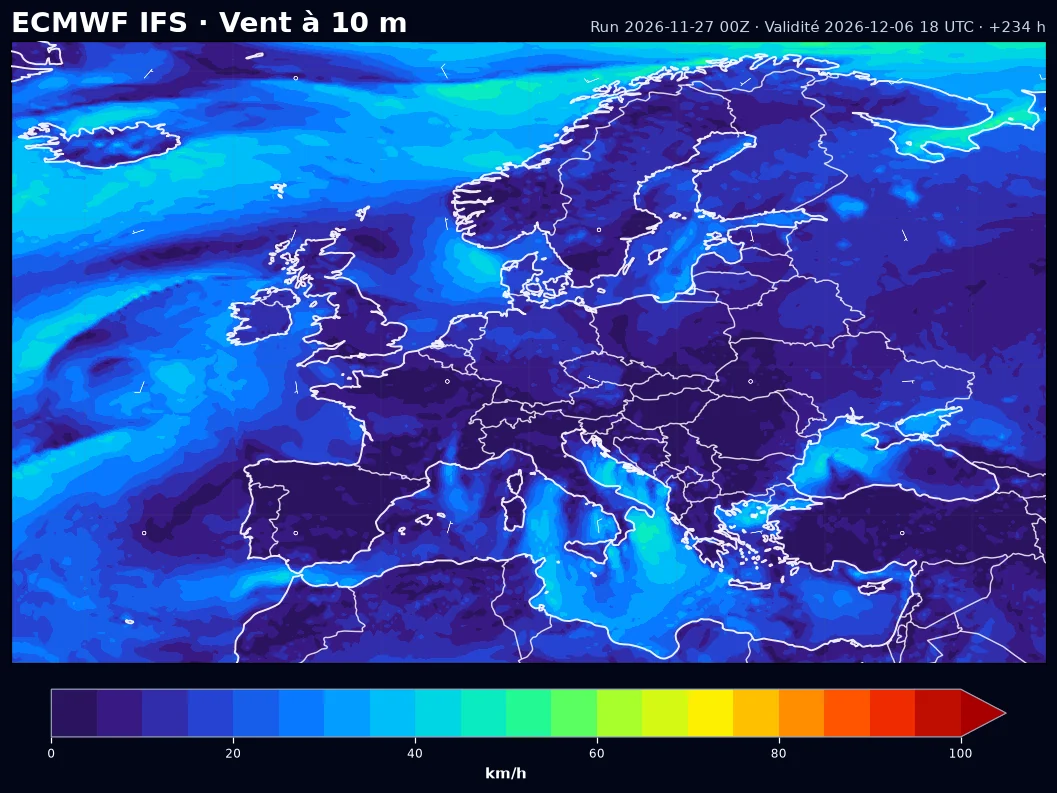 ECMWF IFS · Vent à 10 m
Run 2026-11-27 00Z · Validité 2026-12-06 18 UTC · +234 h
0 20 40 60 80 100
km/h